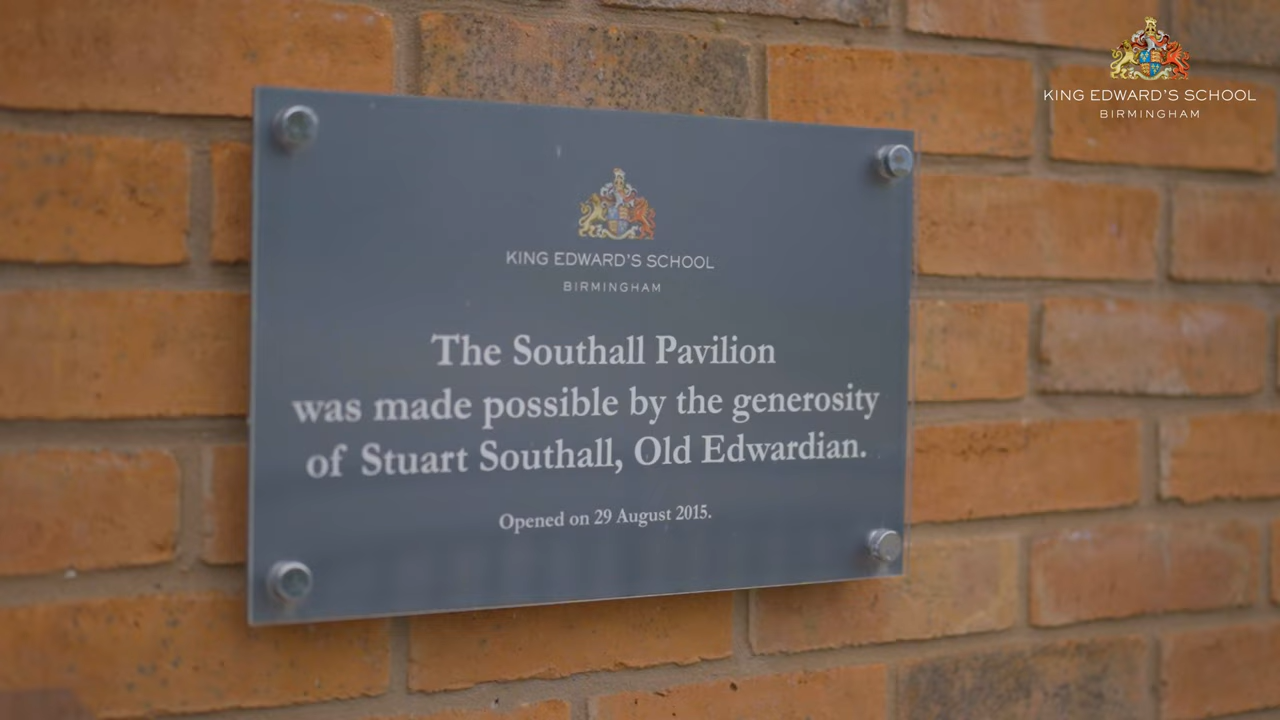 KING EDWARD'S SCHOOL
BIRMINGHAM
KING EDWARD'S SCHOOL
BIRMINGHAM
The Southall Pavilion
was made possible by the generosity
of Stuart Southall, Old Edwardian.
Opened on 29 August 2015.